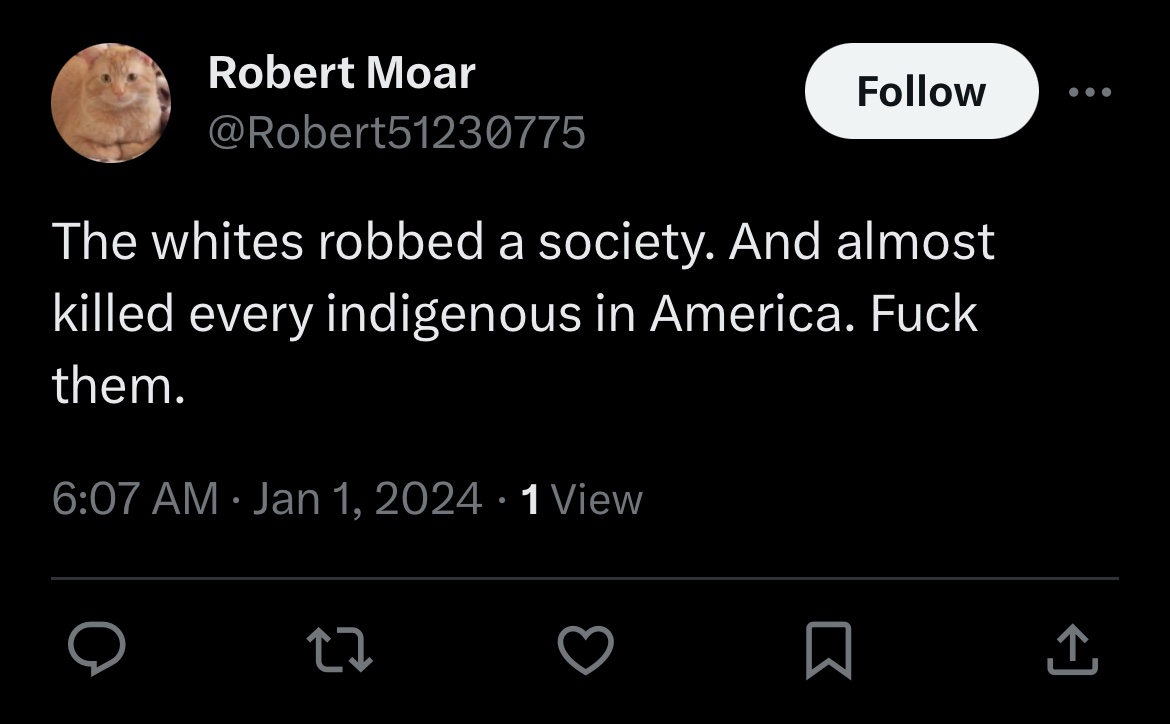 Robert Moar
Follow
@Robert51230775
The whites robbed a society. And almost
killed every indigenous in America. Fuck
them.
6:07 AM · Jan 1, 2024 · 1 View